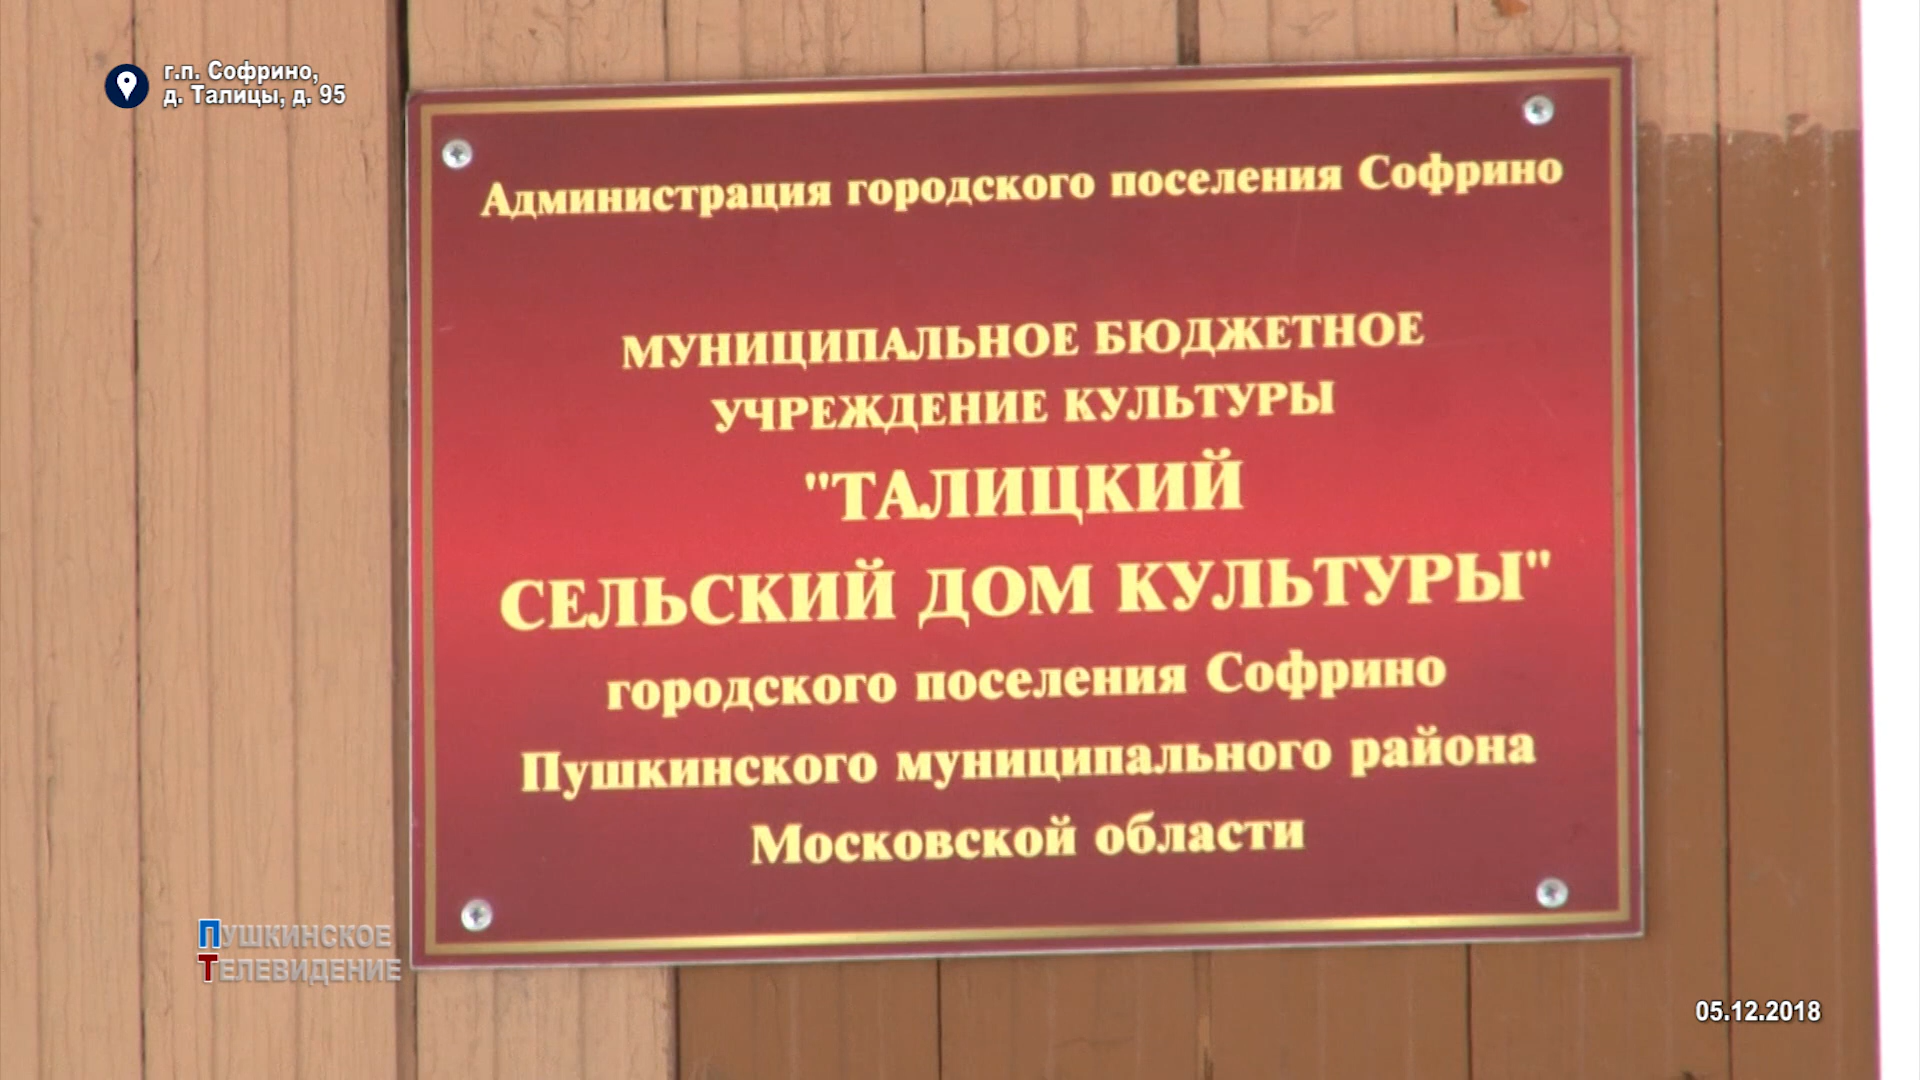 г.п. Софрино,
д. Талицы, д. 95
Администрация городского поселения Софрино
МУНИЦИПАЛЬНОЕ БЮДЖЕТНОЕ
УЧРЕЖДЕНИЕ КУЛЬТУРЫ
"ТАЛИЦКИЙ
СЕЛЬСКИЙ ДОМ КУЛЬТУРЫ"
городского поселения Софрино
Пушкинского муниципального района
Московской области
ПУШКИНСКОЕ
ТЕЛЕВИДЕНИЕ
05.12.2018